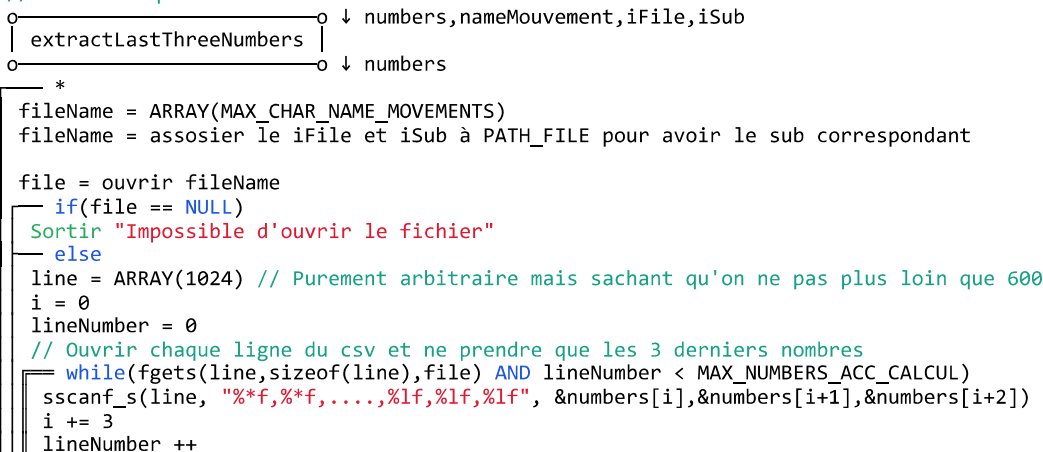 ↓ numbers,nameMouvement,iFile,iSub
extractLastThreeNumbers
↓ numbers
*
fileName = ARRAY(MAX_CHAR_NAME_MOVEMENTS)
fileName = assosier le iFile et iSub à PATH_FILE pour avoir le sub correspondant
file = ouvrir fileName
if(file == NULL)
Sortir "Impossible d'ouvrir le fichier"
else
line = ARRAY(1024) // Purement arbitraire mais sachant qu'on ne pas plus loin que 600
i = 0
lineNumber = 0
// Ouvrir chaque ligne du csv et ne prendre que les 3 derniers nombres
while(fgets(line,sizeof(line),file) AND lineNumber < MAX_NUMBERS_ACC_CALCUL)
sscanf_s(line, "%*f,%*f,....,%lf,%lf,%lf", &numbers[i],&numbers[i+1],&numbers[i+2])
i += 3
lineNumber ++